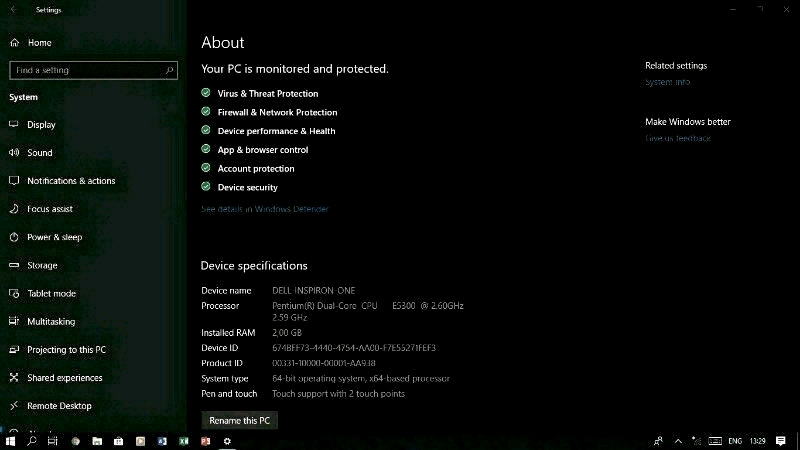 Settings
Home
Find a setting
System
Display
Sound
Notifications & actions
Focus assist
Power & sleep
Storage
Tablet mode
Multitasking
Projecting to this PC
Shared experiences
Remote Desktop
About
Your PC is monitored and protected.
Virus & Threat Protection
Firewall & Network Protection
Device performance & Health
App & browser control
Account protection
Device security
See details in Windows Defender
Device specifications
Device name DELL-INSPIRON-ONE
Processor Pentium(R) Dual-Core CPU E5300 @ 2.60GHz
2.59 GHz
Installed RAM 2,00 GB
Device ID 674BFF73-4440-4754-AA00-F7E55271FEF3
Product ID 00331-10000-00001-AA938
System type 64-bit operating system, x64-based processor
Pen and touch Touch support with 2 touch points
Rename this PC
Related settings
System info
Make Windows better
Give us feedback
ENG 13:29